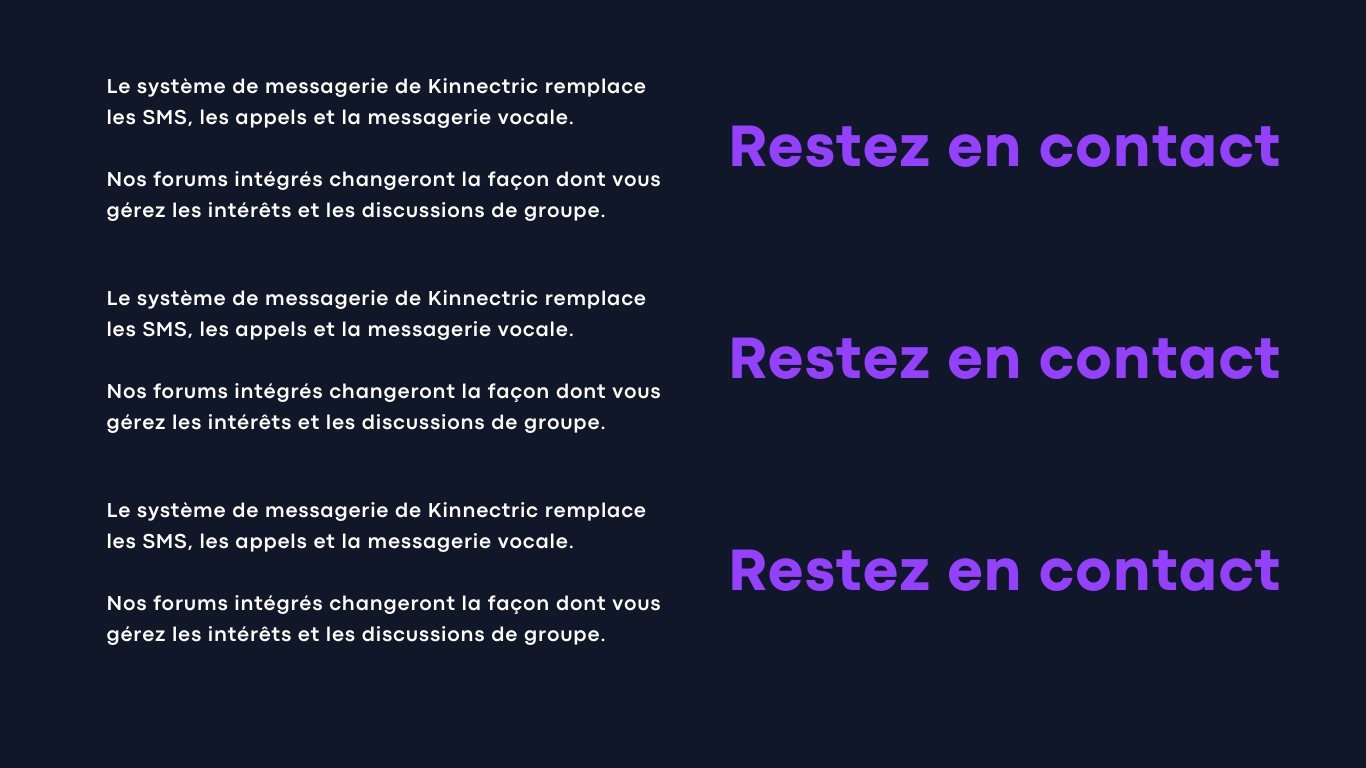 Le système de messagerie de Kinnectric remplace
les SMS, les appels et la messagerie vocale.
Nos forums intégrés changeront la façon dont vous
gérez les intérêts et les discussions de groupe.
Restez en contact
Le système de messagerie de Kinnectric remplace
les SMS, les appels et la messagerie vocale.
Nos forums intégrés changeront la façon dont vous
gérez les intérêts et les discussions de groupe.
Restez en contact
Le système de messagerie de Kinnectric remplace
les SMS, les appels et la messagerie vocale.
Nos forums intégrés changeront la façon dont vous
gérez les intérêts et les discussions de groupe.
Restez en contact